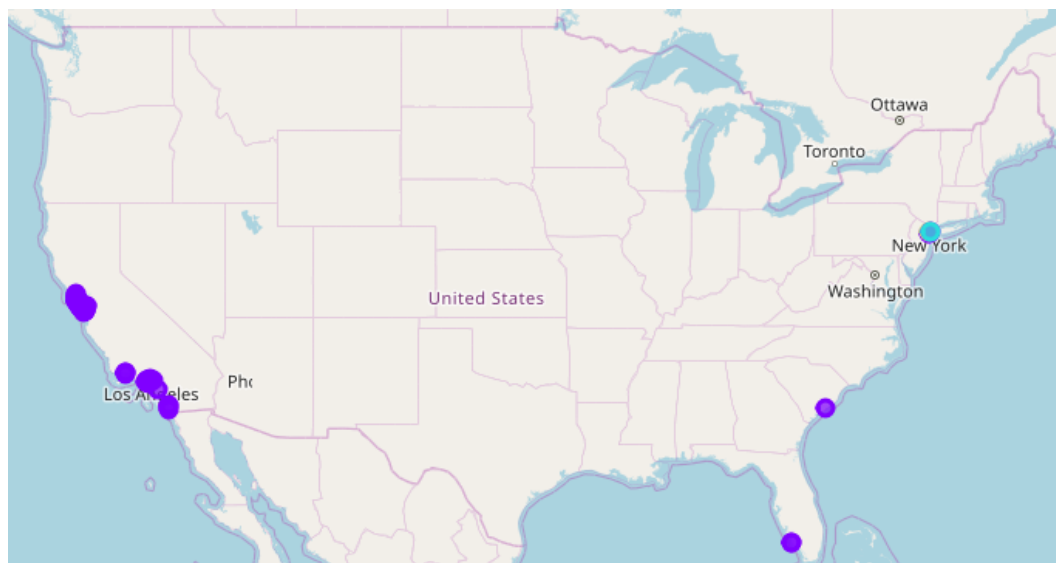 Ottawa
Toronto
New York
Washington
United States
Pho
Los Angeles